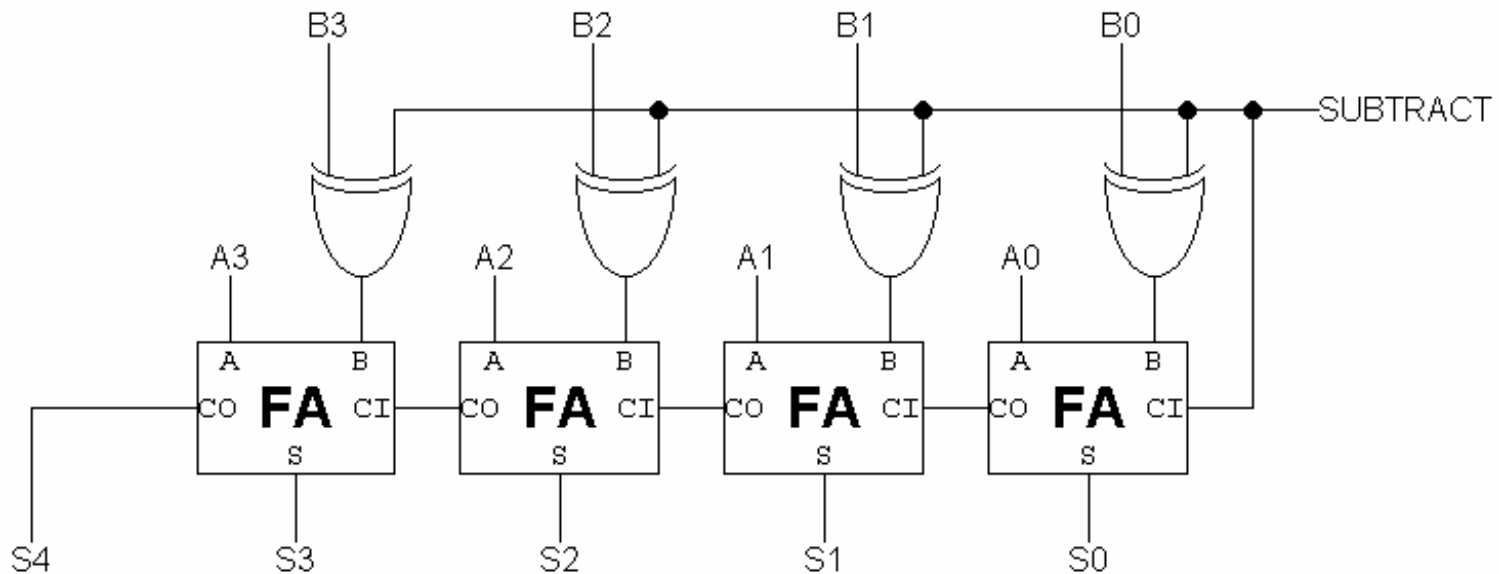 B3 B2 B1 B0
SUBTRACT
A3 A2 A1 A0
A B A B A B A B
CO FA CI CO FA CI CO FA CI CO FA CI
S S S S
S4 S3 S2 S1 S0